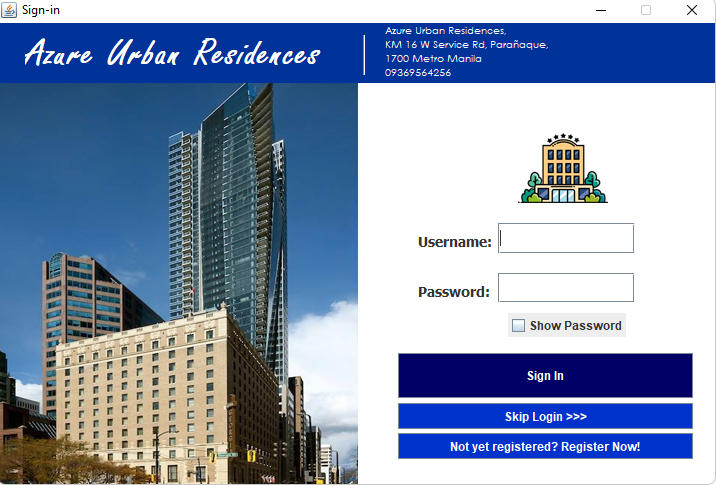 Sign-in
Azure Urban Residences
Azure Urban Residences,
KM 16 W Service Rd, Parañaque,
1700 Metro Manila
09369564256
Username:
Password:
Show Password
Sign In
Skip Login >>>
Not yet registered? Register Now!